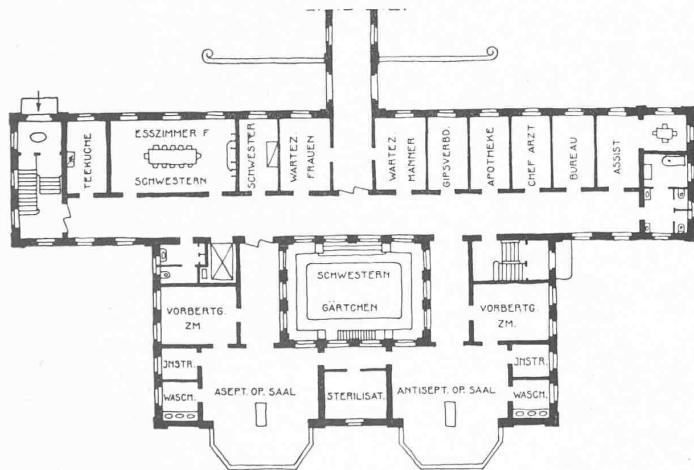 TEEKÜCHE
ESSZIMMER F
SCHWESTERN
SCHWESTER
WARTEZ.
FRAUEN
WARTEZ.
MÄNNER
GIPSVERBD.
APOTHEKE
CHEF ARZT
BUREAU
ASSIST
SCHWESTERN
GÄRTCHEN
VORBERTG.
ZM.
VORBERTG.
ZM.
JNSTR.
JNSTR.
WASCH.
ASEPT. OP. SAAL
STERILISAT.
ANTISEPT. OP. SAAL
WASCH.